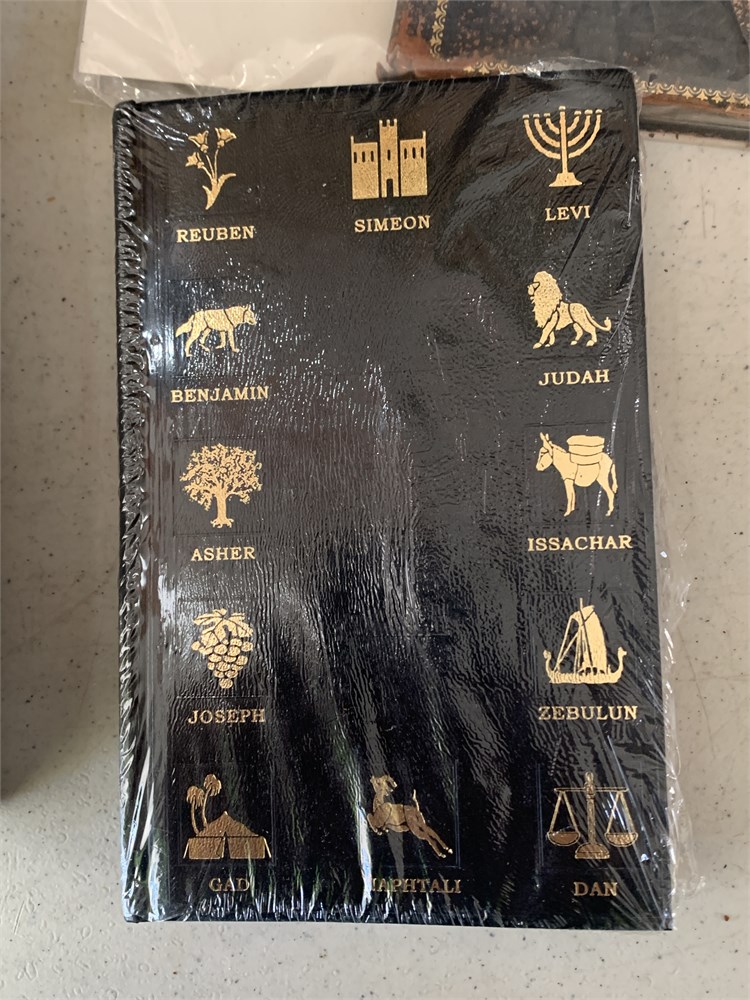 REUBEN SIMEON LEVI
BENJAMIN JUDAH
ASHER ISSACHAR
JOSEPH ZEBULUN
GAD NAPHTALI DAN